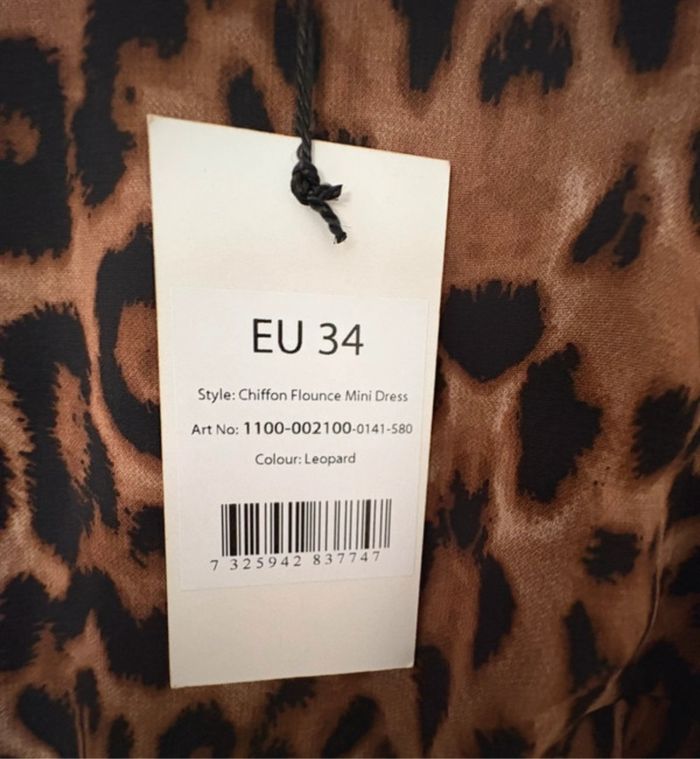 EU 34
Style: Chiffon Flounce Mini Dress
Art No: 1100-002100-0141-580
Colour: Leopard
7 325942 837747